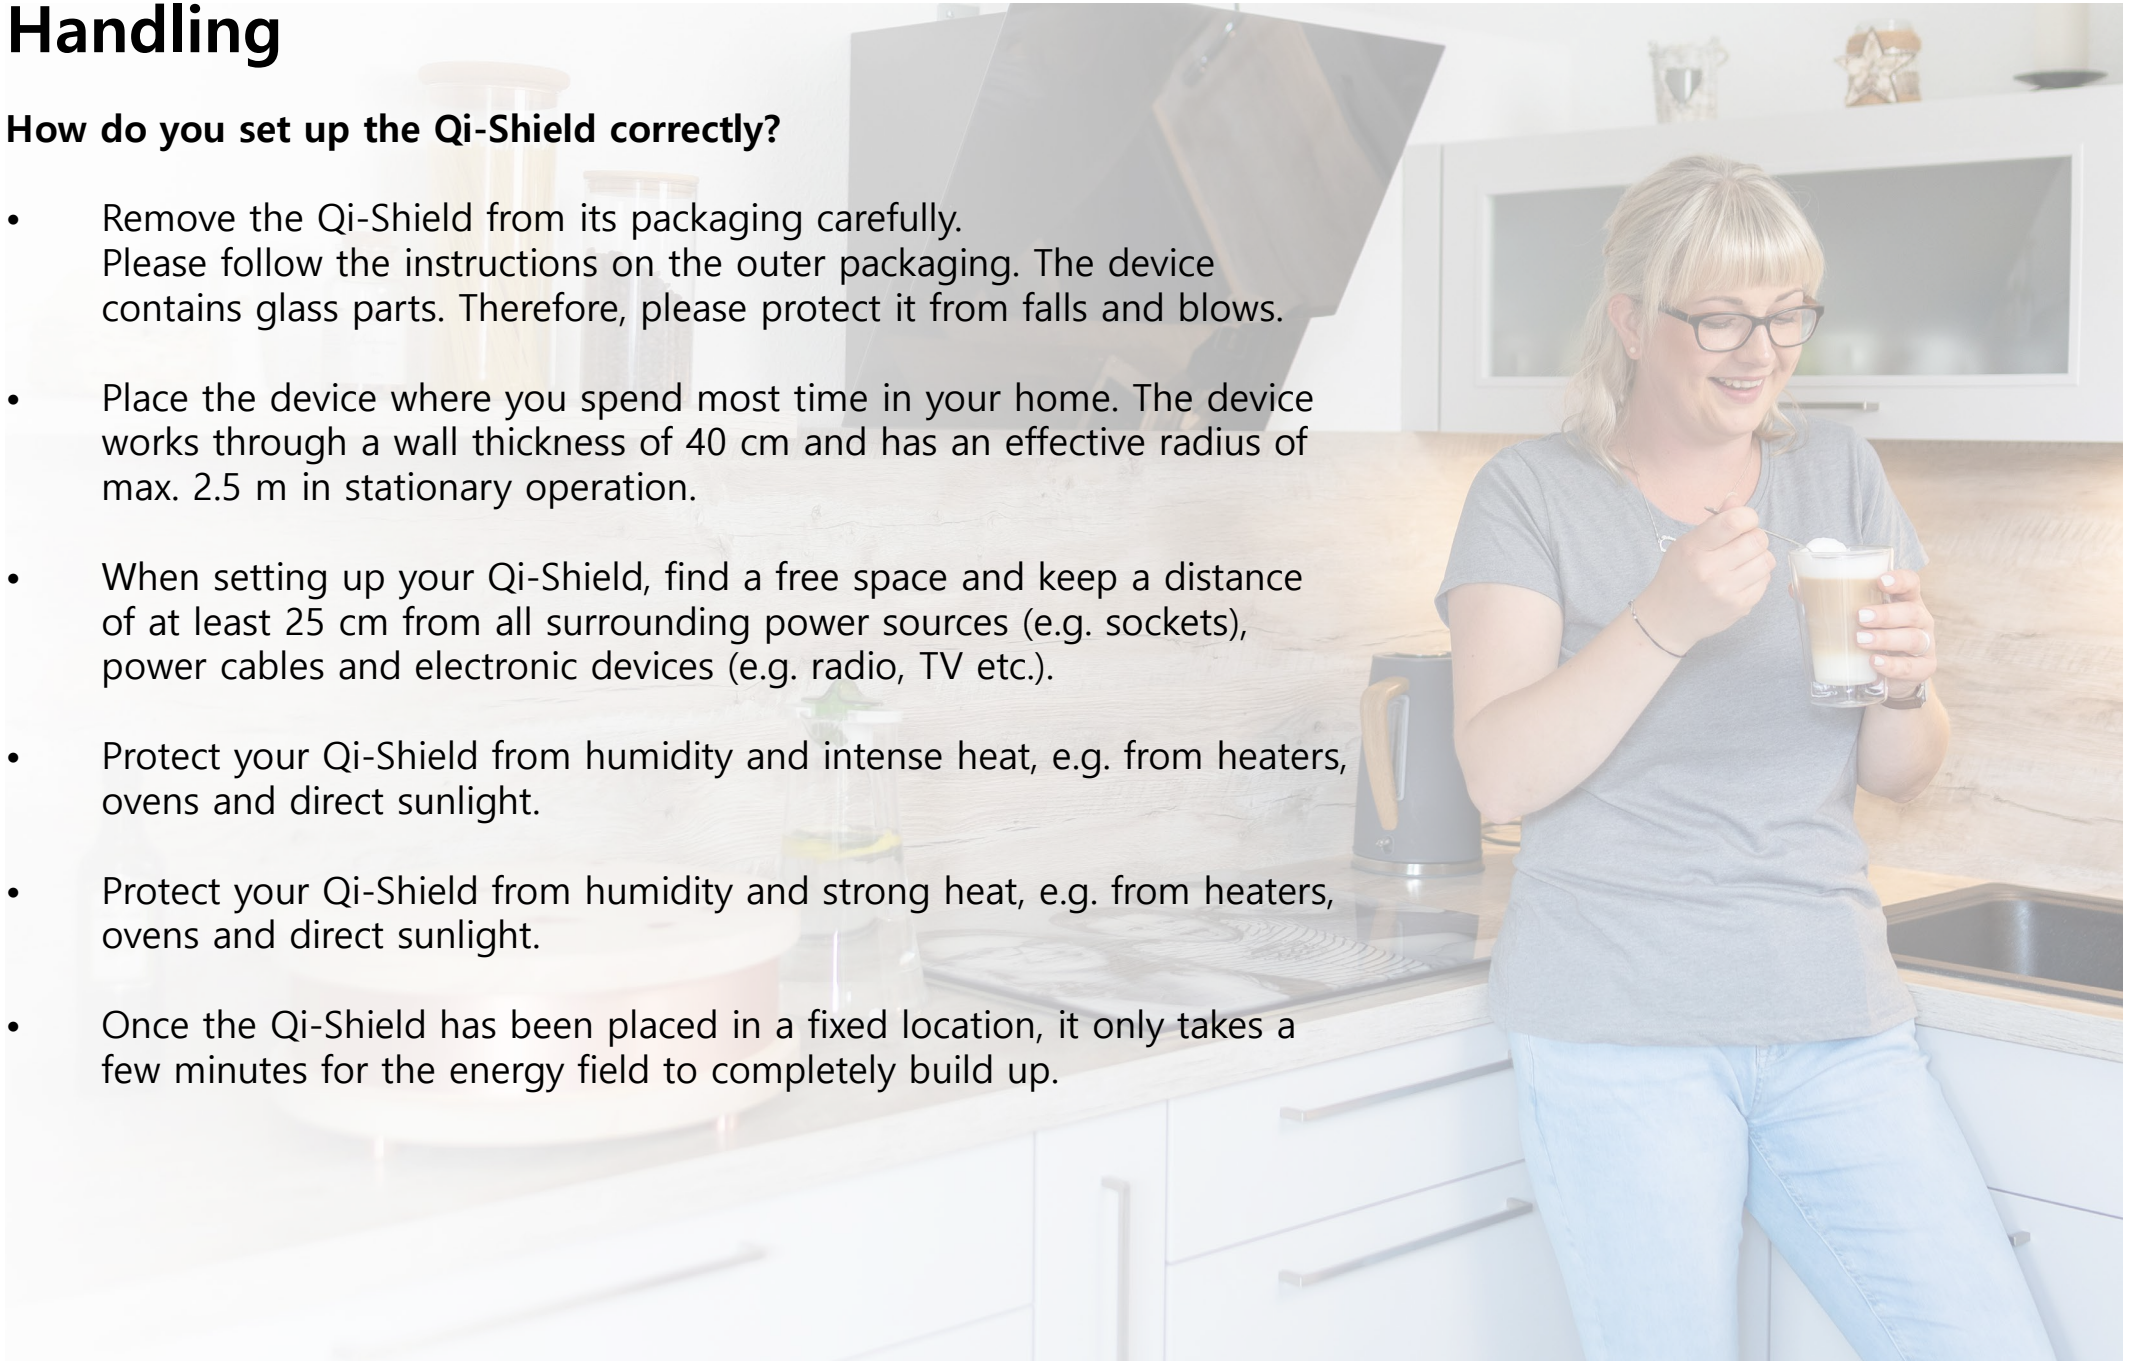 Handling
How do you set up the Qi-Shield correctly?
• Remove the Qi-Shield from its packaging carefully.
Please follow the instructions on the outer packaging. The device
contains glass parts. Therefore, please protect it from falls and blows.
• Place the device where you spend most time in your home. The device
works through a wall thickness of 40 cm and has an effective radius of
max. 2.5 m in stationary operation.
• When setting up your Qi-Shield, find a free space and keep a distance
of at least 25 cm from all surrounding power sources (e.g. sockets),
power cables and electronic devices (e.g. radio, TV etc.).
• Protect your Qi-Shield from humidity and intense heat, e.g. from heaters,
ovens and direct sunlight.
• Protect your Qi-Shield from humidity and strong heat, e.g. from heaters,
ovens and direct sunlight.
• Once the Qi-Shield has been placed in a fixed location, it only takes a
few minutes for the energy field to completely build up.